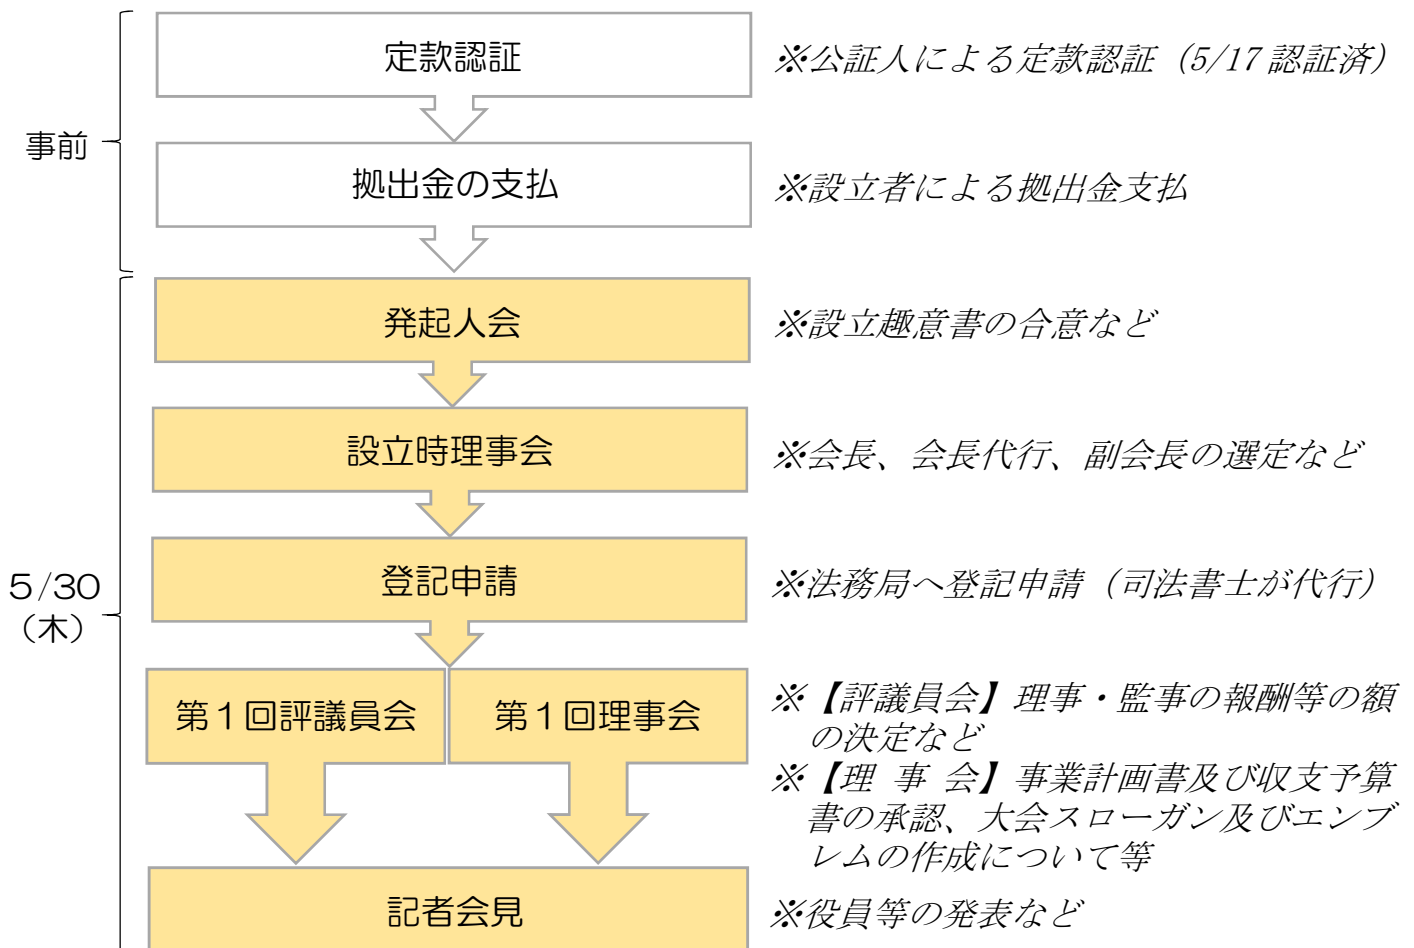 定款認証
※公証人による定款認証（5/17 認証済）
事前
拠出金の支払
※設立者による拠出金支払
発起人会
※設立趣意書の合意など
設立時理事会
※会長、会長代行、副会長の選定など
5/30
（木）
登記申請
※法務局へ登記申請（司法書士が代行）
第１回評議員会
第１回理事会
※【評議員会】理事・監事の報酬等の額
の決定など
※【理 事 会】事業計画書及び収支予算
書の承認、大会スローガン及びエンブ
レムの作成について等
記者会見
※役員等の発表など